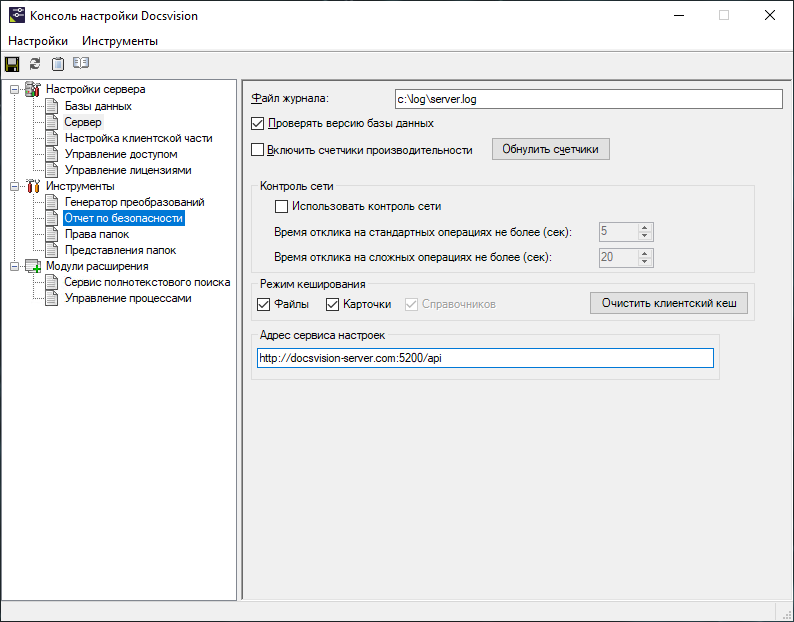 Консоль настройки Docsvision
Настройки Инструменты
Настройки сервера
Базы данных
Сервер
Настройка клиентской части
Управление доступом
Управление лицензиями
Инструменты
Генератор преобразований
Отчет по безопасности
Права папок
Представления папок
Модули расширения
Сервис полнотекстового поиска
Управление процессами
Файл журнала: c:\log\server.log
Проверять версию базы данных
Включить счетчики производительности Обнулить счетчики
Контроль сети
Использовать контроль сети
Время отклика на стандартных операциях не более (сек): 5
Время отклика на сложных операциях не более (сек): 20
Режим кеширования
Файлы Карточки Справочников Очистить клиентский кеш
Адрес сервиса настроек
http://docsvision-server.com:5200/api